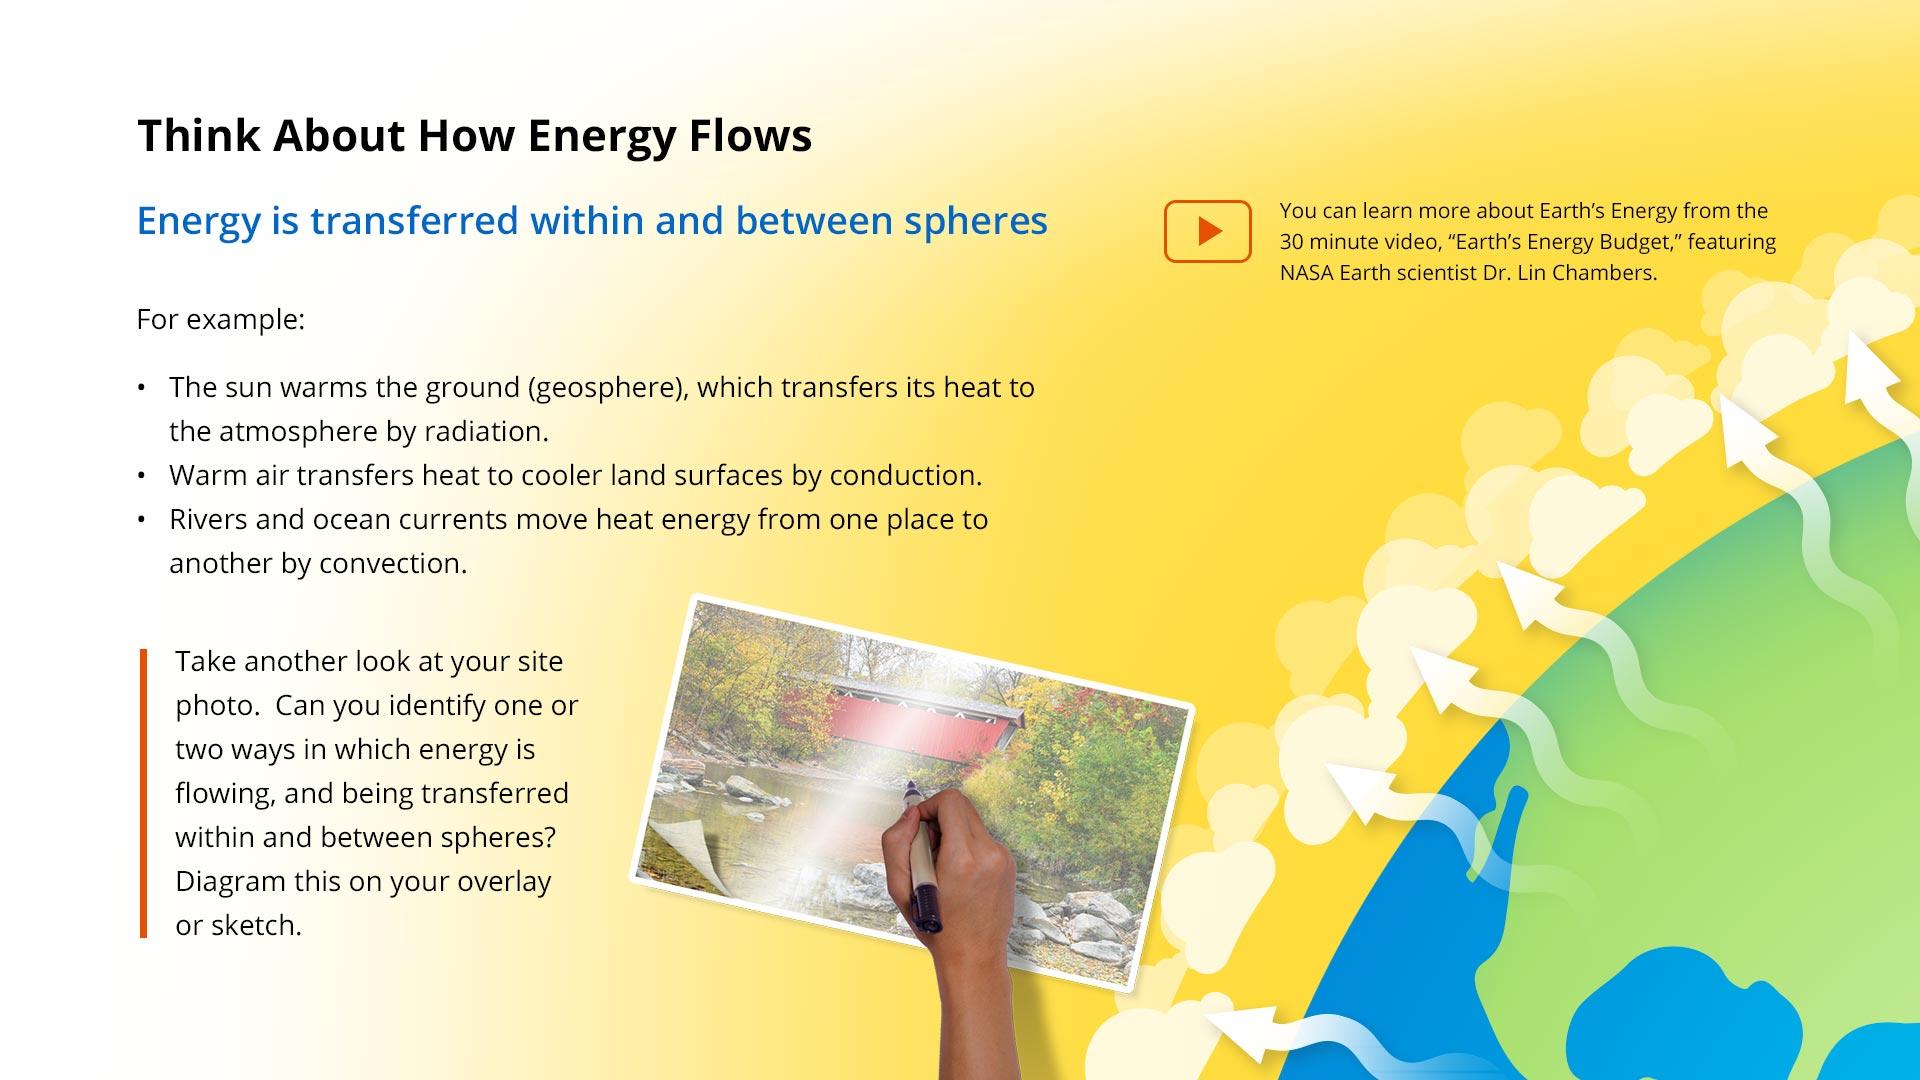 Think About How Energy Flows
Energy is transferred within and between spheres
You can learn more about Earth’s Energy from the
30 minute video, “Earth’s Energy Budget,” featuring
NASA Earth scientist Dr. Lin Chambers.
For example:
• The sun warms the ground (geosphere), which transfers its heat to
the atmosphere by radiation.
• Warm air transfers heat to cooler land surfaces by conduction.
• Rivers and ocean currents move heat energy from one place to
another by convection.
Take another look at your site
photo.  Can you identify one or
two ways in which energy is
flowing, and being transferred
within and between spheres?
Diagram this on your overlay
or sketch.